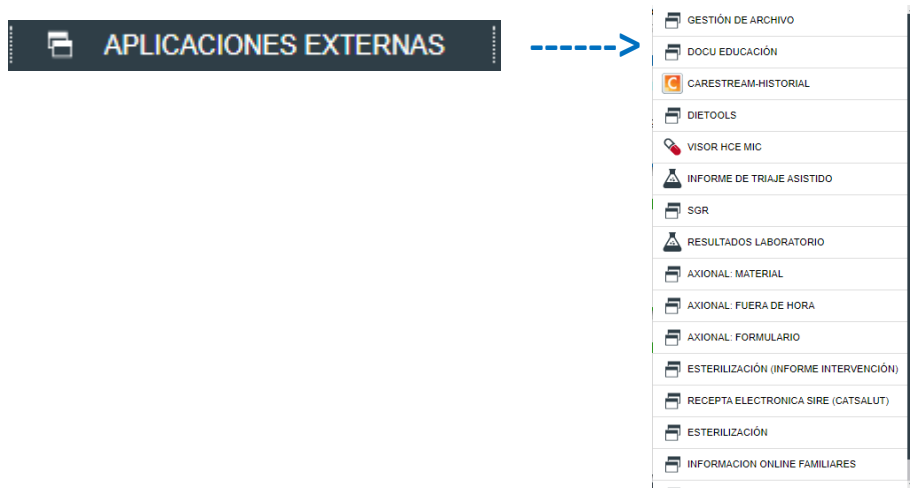 APLICACIONES EXTERNAS
------>
GESTIÓN DE ARCHIVO
DOCU EDUCACIÓN
CARESTREAM-HISTORIAL
DIETOOLS
VISOR HCE MIC
INFORME DE TRIAJE ASISTIDO
SGR
RESULTADOS LABORATORIO
AXIONAL: MATERIAL
AXIONAL: FUERA DE HORA
AXIONAL: FORMULARIO
ESTERILIZACIÓN (INFORME INTERVENCIÓN)
RECEPTA ELECTRONICA SIRE (CATSALUT)
ESTERILIZACIÓN
INFORMACION ONLINE FAMILIARES